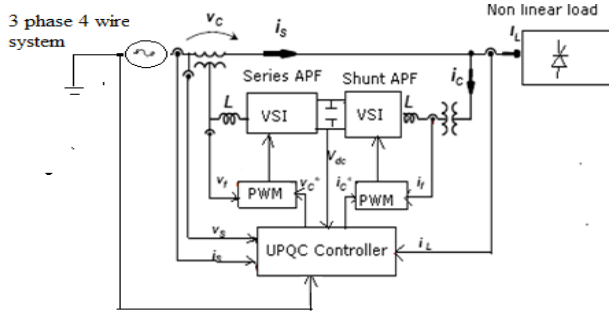 3 phase 4 wire
system
vC
iS
Non linear load
IL
iC
Series APF
Shunt APF
L
VSI
VSI
L
Vdc
vf
PWM
vC*
iC*
PWM
if
vS
iS
UPQC Controller
iL